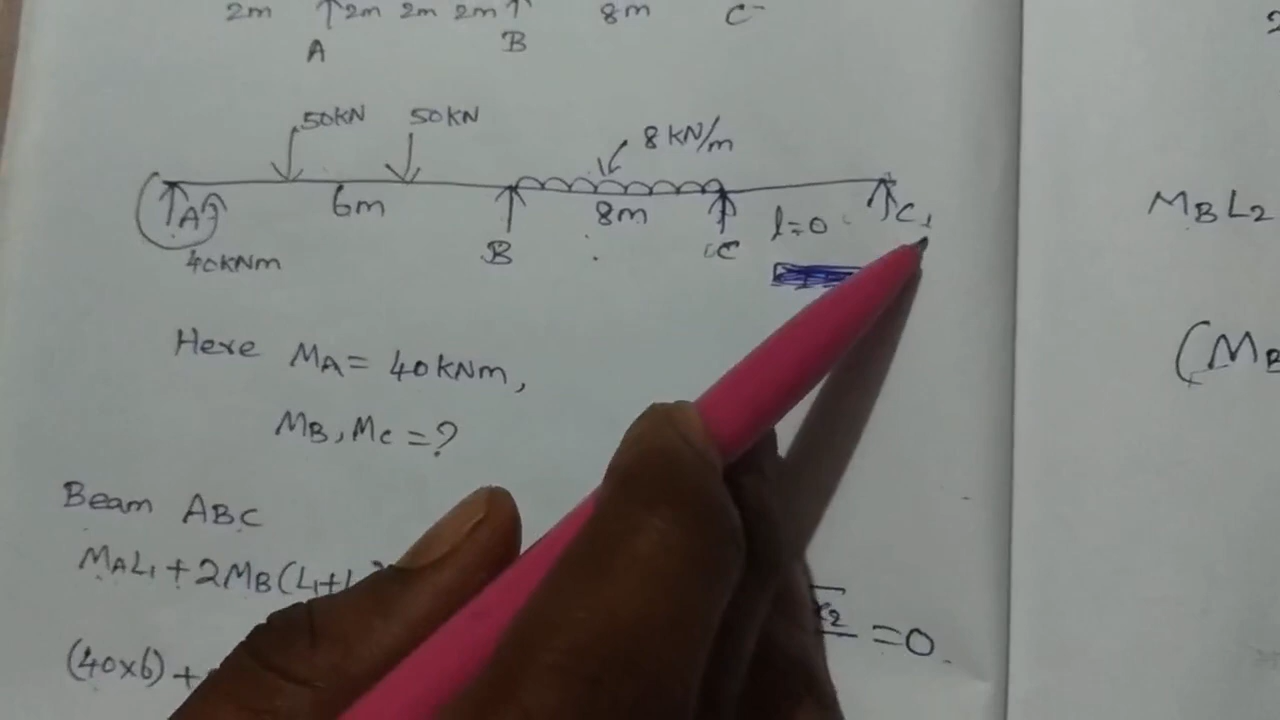 2m 2m 2m 2m 8m C
A B
50KN 50KN 8 KN/m
A 6m 8m l=0 C1
B C
40KNm
Here MA = 40KNm,
MB, MC = ?
Beam ABC
MAL1 + 2MB(L1+L
= 0
(40x6) +
MBL2
(MB